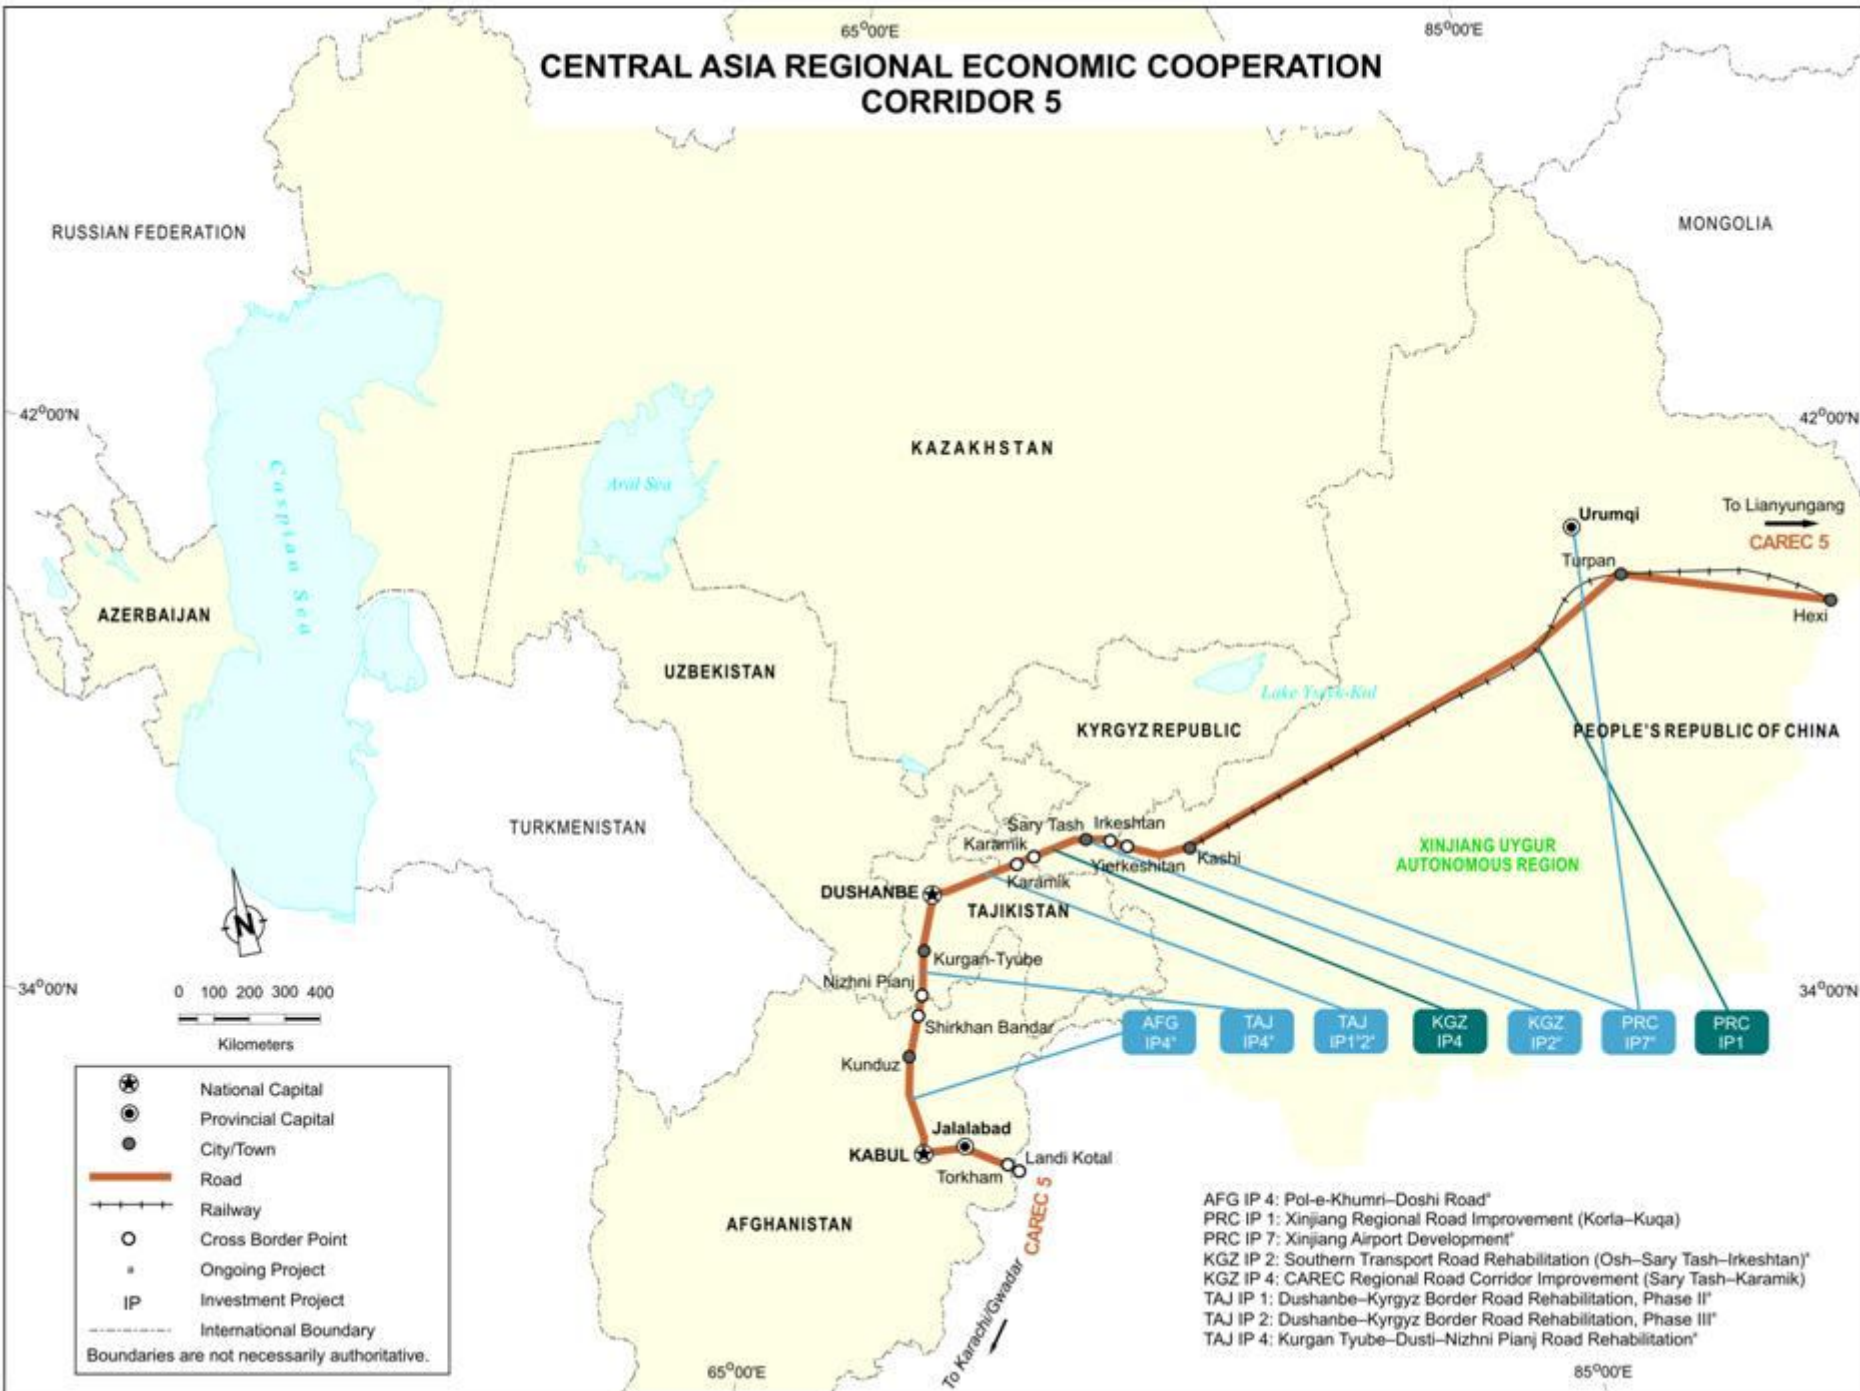 65°00'E
85°00'E
CENTRAL ASIA REGIONAL ECONOMIC COOPERATION
CORRIDOR 5
RUSSIAN FEDERATION
MONGOLIA
42°00'N
42°00'N
KAZAKHSTAN
Aral Sea
Caspian Sea
To Lianyungang
CAREC 5
Urumqi
Turpan
Hexi
AZERBAIJAN
UZBEKISTAN
Lake Ysyk-Kol
KYRGYZ REPUBLIC
PEOPLE'S REPUBLIC OF CHINA
TURKMENISTAN
Sary Tash
Irkeshtan
Karamik
Yierkeshitan
Kashi
Karamik
XINJIANG UYGUR
AUTONOMOUS REGION
DUSHANBE
TAJIKISTAN
N
Kurgan-Tyube
Nizhni Pianj
34°00'N
34°00'N
0 100 200 300 400
Kilometers
Shirkhan Bandar
AFG
IP4*
TAJ
IP4*
TAJ
IP1*2*
KGZ
IP4
KGZ
IP2*
PRC
IP7*
PRC
IP1
Kunduz
Jalalabad
KABUL
Landi Kotal
Torkham
CAREC 5
AFGHANISTAN
To Karachi/Gwadar
National Capital
Provincial Capital
City/Town
Road
Railway
Cross Border Point
* Ongoing Project
IP Investment Project
International Boundary
Boundaries are not necessarily authoritative.
AFG IP 4: Pol-e-Khumri–Doshi Road*
PRC IP 1: Xinjiang Regional Road Improvement (Korla–Kuqa)
PRC IP 7: Xinjiang Airport Development*
KGZ IP 2: Southern Transport Road Rehabilitation (Osh–Sary Tash–Irkeshtan)*
KGZ IP 4: CAREC Regional Road Corridor Improvement (Sary Tash–Karamik)
TAJ IP 1: Dushanbe–Kyrgyz Border Road Rehabilitation, Phase II*
TAJ IP 2: Dushanbe–Kyrgyz Border Road Rehabilitation, Phase III*
TAJ IP 4: Kurgan Tyube–Dusti–Nizhni Pianj Road Rehabilitation*
65°00'E
85°00'E